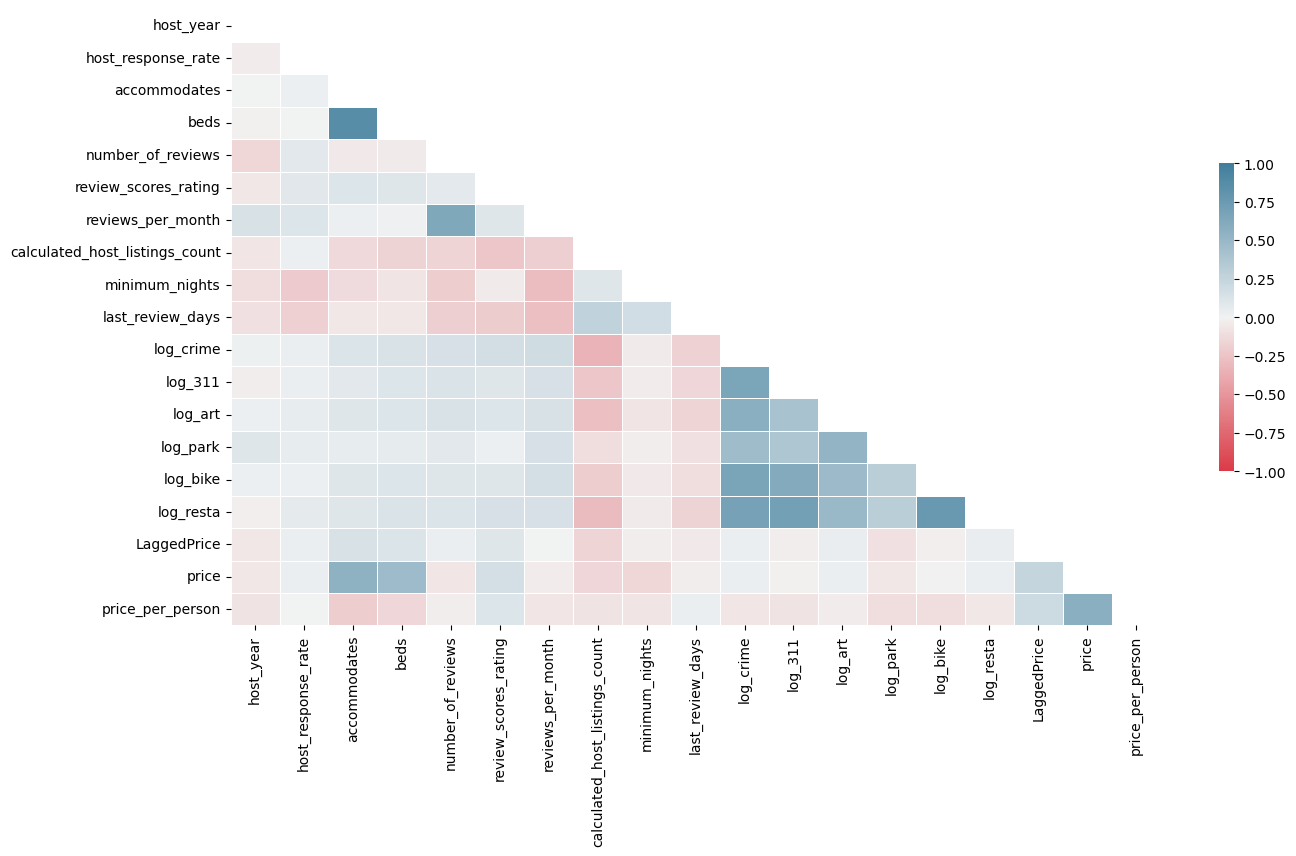 host_year
host_response_rate
accommodates
beds
number_of_reviews
review_scores_rating
reviews_per_month
calculated_host_listings_count
minimum_nights
last_review_days
log_crime
log_311
log_art
log_park
log_bike
log_resta
LaggedPrice
price
price_per_person
host_year
host_response_rate
accommodates
beds
number_of_reviews
review_scores_rating
reviews_per_month
calculated_host_listings_count
minimum_nights
last_review_days
log_crime
log_311
log_art
log_park
log_bike
log_resta
LaggedPrice
price
price_per_person
1.00
0.75
0.50
0.25
0.00
−0.25
−0.50
−0.75
−1.00